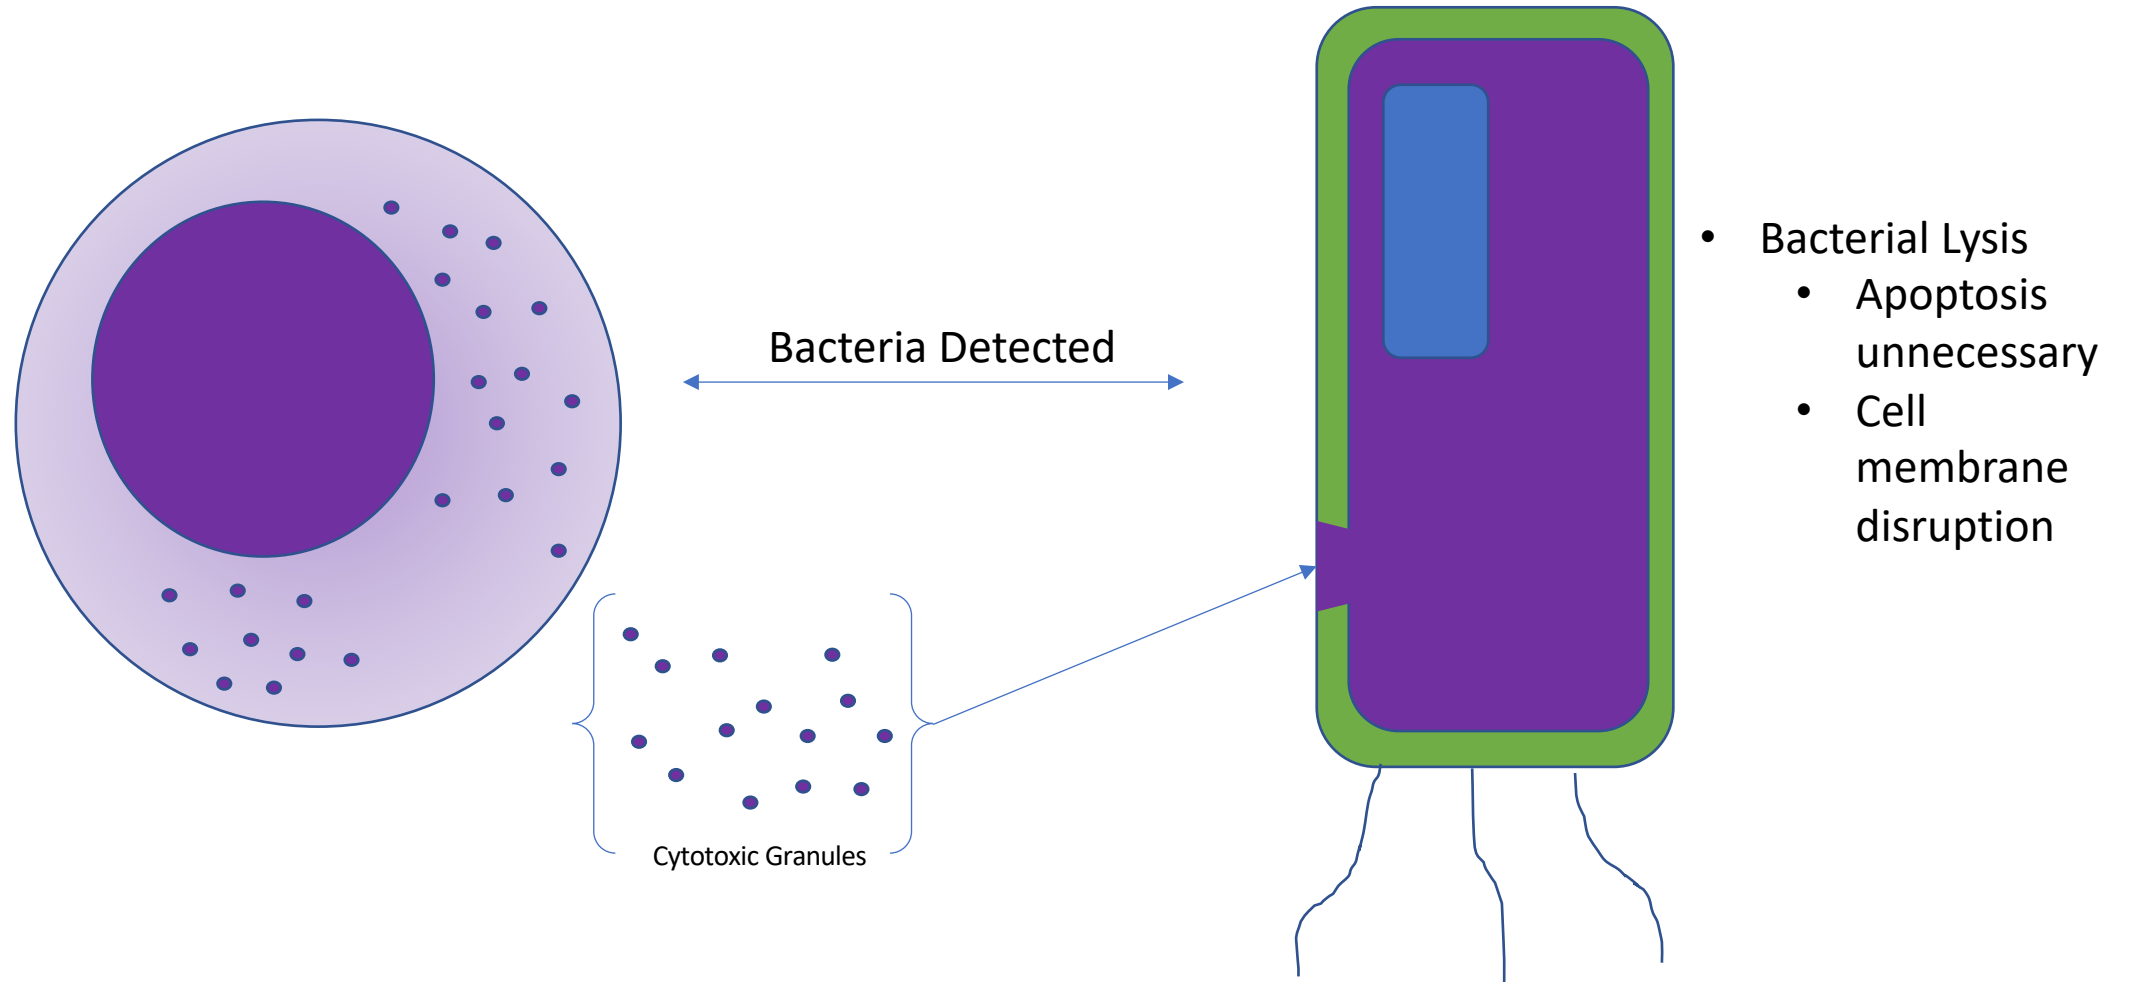 Bacteria Detected
• Bacterial Lysis
• Apoptosis
unnecessary
• Cell
membrane
disruption
Cytotoxic Granules